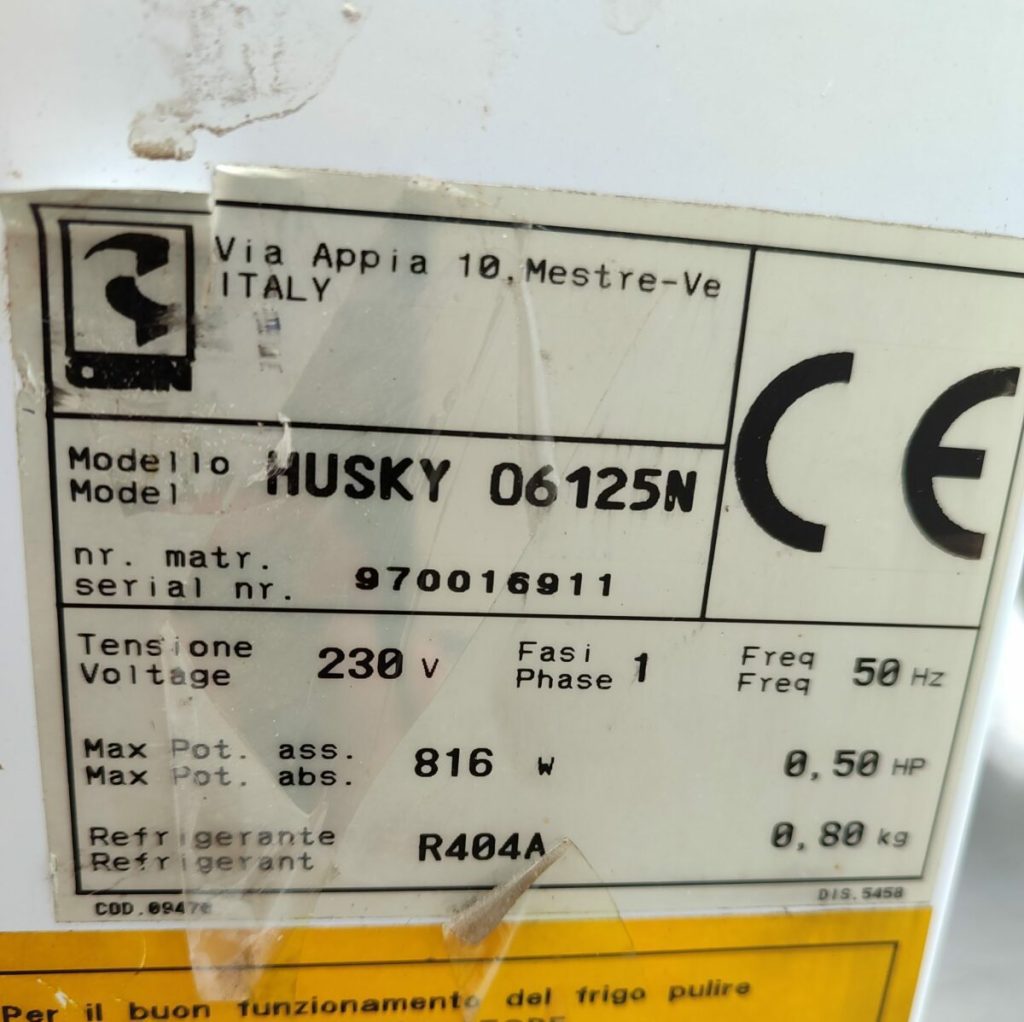 Via Appia 10, Mestre-Ve
ITALY
CE
Modello HUSKY 06125N
Model
nr. matr.
serial nr. 970016911
Tensione 230 V Fasi 1 Freq 50 Hz
Voltage Phase Freq
Max Pot. ass. 816 W 0,50 HP
Max Pot. abs.
Refrigerante R404A 0,80 kg
Refrigerant
COD. DIS. 5458
Per il buon funzionamento del frigo pulire